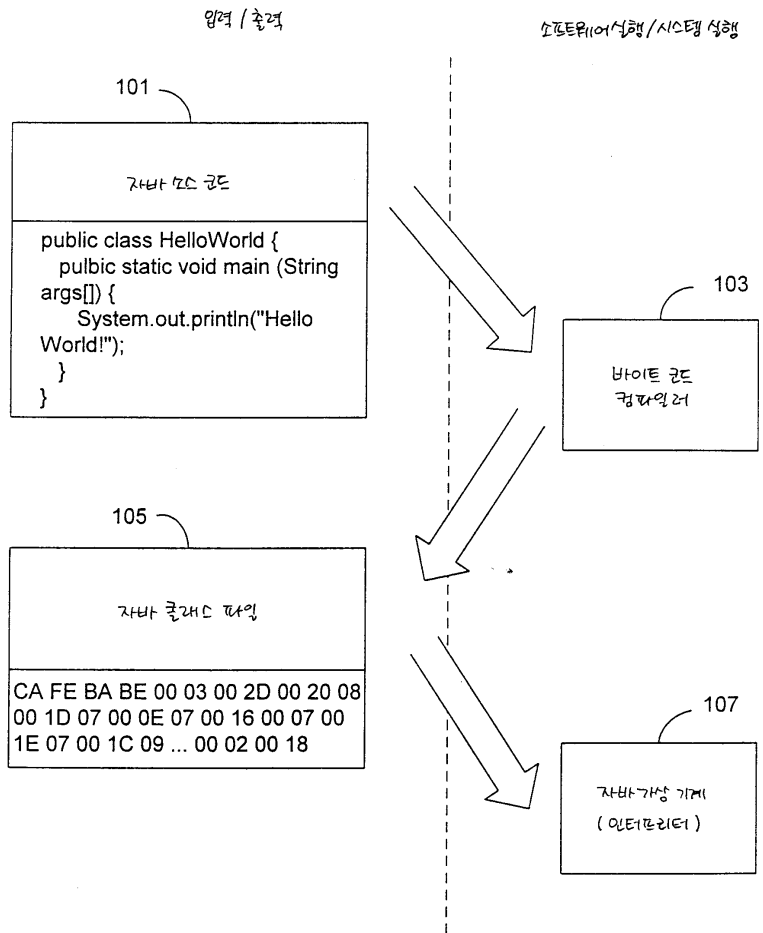 입력 / 출력
소프트웨어실행/시스템 실행
101
자바 소스 코드
public class HelloWorld {
pulbic static void main (String
args[]) {
System.out.println("Hello
World!");
}
}
103
바이트 코드
컴파일러
105
자바 클래스 파일
CA FE BA BE 00 03 00 2D 00 20 08
00 1D 07 00 0E 07 00 16 00 07 00
1E 07 00 1C 09 ... 00 02 00 18
107
자바가상 기계
( 인터프리터 )